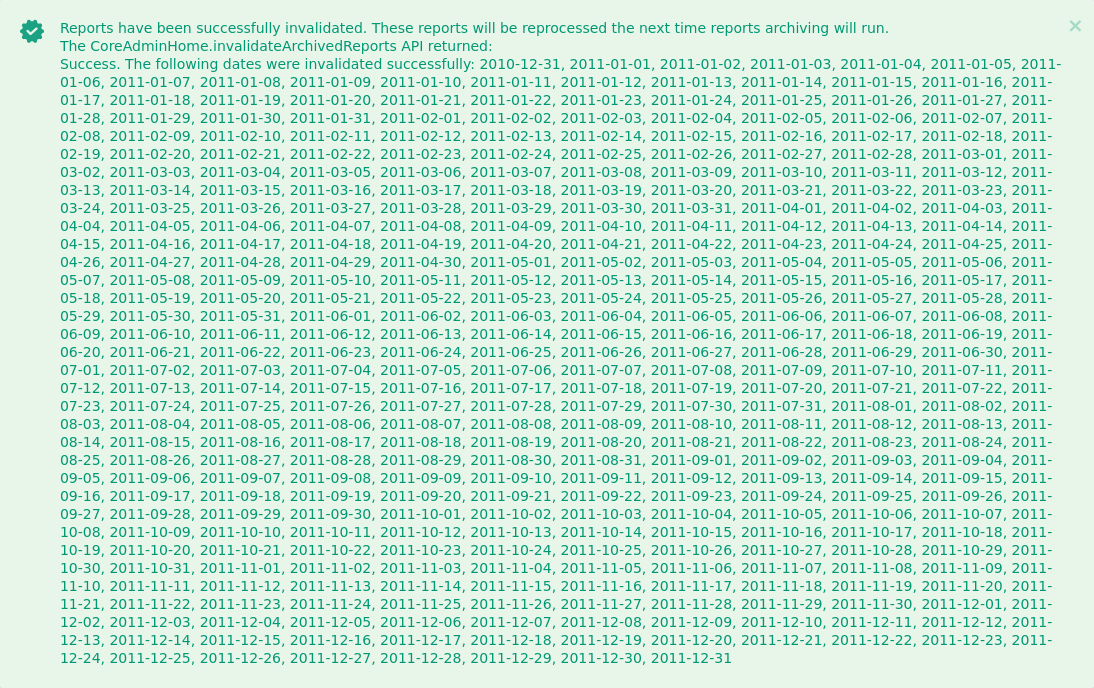 Reports have been successfully invalidated. These reports will be reprocessed the next time reports archiving will run.
The CoreAdminHome.invalidateArchivedReports API returned:
Success. The following dates were invalidated successfully: 2010-12-31, 2011-01-01, 2011-01-02, 2011-01-03, 2011-01-04, 2011-01-05, 2011-
01-06, 2011-01-07, 2011-01-08, 2011-01-09, 2011-01-10, 2011-01-11, 2011-01-12, 2011-01-13, 2011-01-14, 2011-01-15, 2011-01-16, 2011-
01-17, 2011-01-18, 2011-01-19, 2011-01-20, 2011-01-21, 2011-01-22, 2011-01-23, 2011-01-24, 2011-01-25, 2011-01-26, 2011-01-27, 2011-
01-28, 2011-01-29, 2011-01-30, 2011-01-31, 2011-02-01, 2011-02-02, 2011-02-03, 2011-02-04, 2011-02-05, 2011-02-06, 2011-02-07, 2011-
02-08, 2011-02-09, 2011-02-10, 2011-02-11, 2011-02-12, 2011-02-13, 2011-02-14, 2011-02-15, 2011-02-16, 2011-02-17, 2011-02-18, 2011-
02-19, 2011-02-20, 2011-02-21, 2011-02-22, 2011-02-23, 2011-02-24, 2011-02-25, 2011-02-26, 2011-02-27, 2011-02-28, 2011-03-01, 2011-
03-02, 2011-03-03, 2011-03-04, 2011-03-05, 2011-03-06, 2011-03-07, 2011-03-08, 2011-03-09, 2011-03-10, 2011-03-11, 2011-03-12, 2011-
03-13, 2011-03-14, 2011-03-15, 2011-03-16, 2011-03-17, 2011-03-18, 2011-03-19, 2011-03-20, 2011-03-21, 2011-03-22, 2011-03-23, 2011-
03-24, 2011-03-25, 2011-03-26, 2011-03-27, 2011-03-28, 2011-03-29, 2011-03-30, 2011-03-31, 2011-04-01, 2011-04-02, 2011-04-03, 2011-
04-04, 2011-04-05, 2011-04-06, 2011-04-07, 2011-04-08, 2011-04-09, 2011-04-10, 2011-04-11, 2011-04-12, 2011-04-13, 2011-04-14, 2011-
04-15, 2011-04-16, 2011-04-17, 2011-04-18, 2011-04-19, 2011-04-20, 2011-04-21, 2011-04-22, 2011-04-23, 2011-04-24, 2011-04-25, 2011-
04-26, 2011-04-27, 2011-04-28, 2011-04-29, 2011-04-30, 2011-05-01, 2011-05-02, 2011-05-03, 2011-05-04, 2011-05-05, 2011-05-06, 2011-
05-07, 2011-05-08, 2011-05-09, 2011-05-10, 2011-05-11, 2011-05-12, 2011-05-13, 2011-05-14, 2011-05-15, 2011-05-16, 2011-05-17, 2011-
05-18, 2011-05-19, 2011-05-20, 2011-05-21, 2011-05-22, 2011-05-23, 2011-05-24, 2011-05-25, 2011-05-26, 2011-05-27, 2011-05-28, 2011-
05-29, 2011-05-30, 2011-05-31, 2011-06-01, 2011-06-02, 2011-06-03, 2011-06-04, 2011-06-05, 2011-06-06, 2011-06-07, 2011-06-08, 2011-
06-09, 2011-06-10, 2011-06-11, 2011-06-12, 2011-06-13, 2011-06-14, 2011-06-15, 2011-06-16, 2011-06-17, 2011-06-18, 2011-06-19, 2011-
06-20, 2011-06-21, 2011-06-22, 2011-06-23, 2011-06-24, 2011-06-25, 2011-06-26, 2011-06-27, 2011-06-28, 2011-06-29, 2011-06-30, 2011-
07-01, 2011-07-02, 2011-07-03, 2011-07-04, 2011-07-05, 2011-07-06, 2011-07-07, 2011-07-08, 2011-07-09, 2011-07-10, 2011-07-11, 2011-
07-12, 2011-07-13, 2011-07-14, 2011-07-15, 2011-07-16, 2011-07-17, 2011-07-18, 2011-07-19, 2011-07-20, 2011-07-21, 2011-07-22, 2011-
07-23, 2011-07-24, 2011-07-25, 2011-07-26, 2011-07-27, 2011-07-28, 2011-07-29, 2011-07-30, 2011-07-31, 2011-08-01, 2011-08-02, 2011-
08-03, 2011-08-04, 2011-08-05, 2011-08-06, 2011-08-07, 2011-08-08, 2011-08-09, 2011-08-10, 2011-08-11, 2011-08-12, 2011-08-13, 2011-
08-14, 2011-08-15, 2011-08-16, 2011-08-17, 2011-08-18, 2011-08-19, 2011-08-20, 2011-08-21, 2011-08-22, 2011-08-23, 2011-08-24, 2011-
08-25, 2011-08-26, 2011-08-27, 2011-08-28, 2011-08-29, 2011-08-30, 2011-08-31, 2011-09-01, 2011-09-02, 2011-09-03, 2011-09-04, 2011-
09-05, 2011-09-06, 2011-09-07, 2011-09-08, 2011-09-09, 2011-09-10, 2011-09-11, 2011-09-12, 2011-09-13, 2011-09-14, 2011-09-15, 2011-
09-16, 2011-09-17, 2011-09-18, 2011-09-19, 2011-09-20, 2011-09-21, 2011-09-22, 2011-09-23, 2011-09-24, 2011-09-25, 2011-09-26, 2011-
09-27, 2011-09-28, 2011-09-29, 2011-09-30, 2011-10-01, 2011-10-02, 2011-10-03, 2011-10-04, 2011-10-05, 2011-10-06, 2011-10-07, 2011-
10-08, 2011-10-09, 2011-10-10, 2011-10-11, 2011-10-12, 2011-10-13, 2011-10-14, 2011-10-15, 2011-10-16, 2011-10-17, 2011-10-18, 2011-
10-19, 2011-10-20, 2011-10-21, 2011-10-22, 2011-10-23, 2011-10-24, 2011-10-25, 2011-10-26, 2011-10-27, 2011-10-28, 2011-10-29, 2011-
10-30, 2011-10-31, 2011-11-01, 2011-11-02, 2011-11-03, 2011-11-04, 2011-11-05, 2011-11-06, 2011-11-07, 2011-11-08, 2011-11-09, 2011-
11-10, 2011-11-11, 2011-11-12, 2011-11-13, 2011-11-14, 2011-11-15, 2011-11-16, 2011-11-17, 2011-11-18, 2011-11-19, 2011-11-20, 2011-
11-21, 2011-11-22, 2011-11-23, 2011-11-24, 2011-11-25, 2011-11-26, 2011-11-27, 2011-11-28, 2011-11-29, 2011-11-30, 2011-12-01, 2011-
12-02, 2011-12-03, 2011-12-04, 2011-12-05, 2011-12-06, 2011-12-07, 2011-12-08, 2011-12-09, 2011-12-10, 2011-12-11, 2011-12-12, 2011-
12-13, 2011-12-14, 2011-12-15, 2011-12-16, 2011-12-17, 2011-12-18, 2011-12-19, 2011-12-20, 2011-12-21, 2011-12-22, 2011-12-23, 2011-
12-24, 2011-12-25, 2011-12-26, 2011-12-27, 2011-12-28, 2011-12-29, 2011-12-30, 2011-12-31